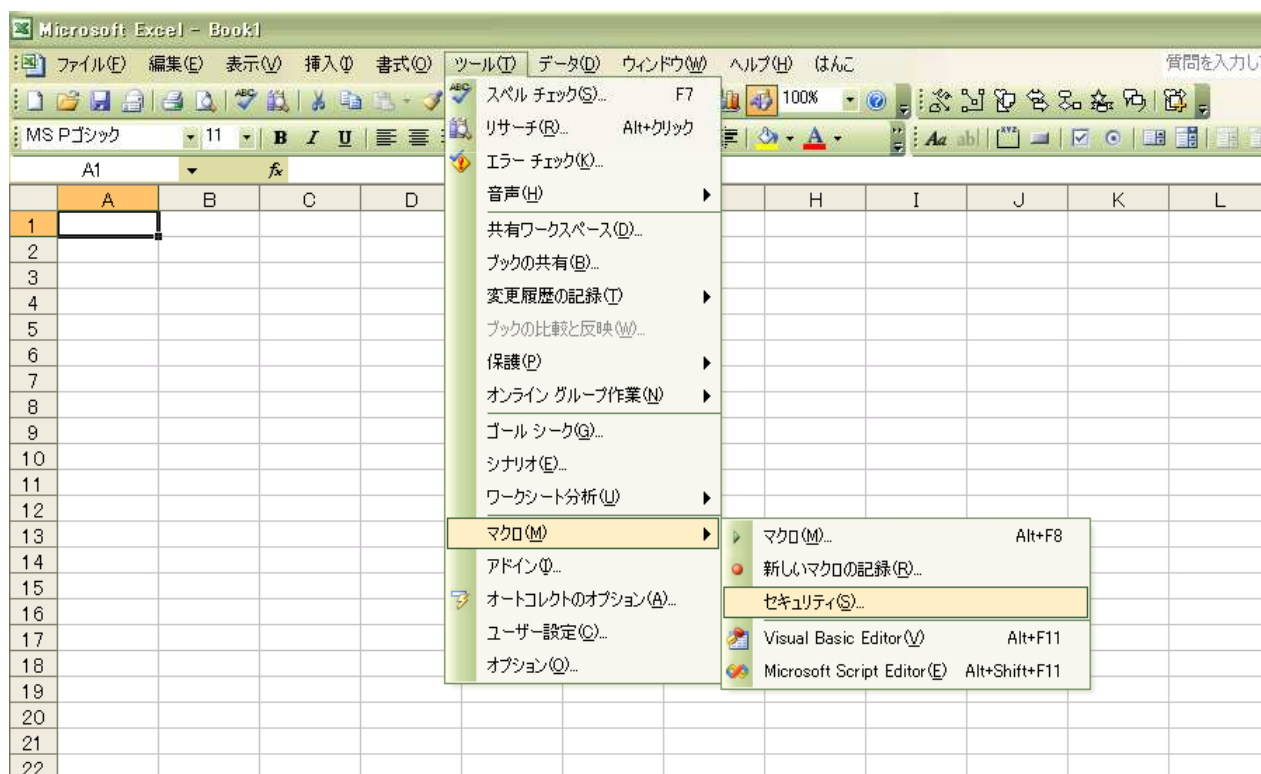 Microsoft Excel - Book1
ファイル(F) 編集(E) 表示(V) 挿入(I) 書式(O) ツール(T) データ(D) ウィンドウ(W) ヘルプ(H) はんこ 質問を入力し
100%
MS Pゴシック 11 B I U A Aa ab XYZ
A1 fx
A B C D H I J K L
1
2
3
4
5
6
7
8
9
10
11
12
13
14
15
16
17
18
19
20
21
22
スペル チェック(S)... F7
リサーチ(R)... Alt+クリック
エラー チェック(K)...
音声(H)
共有ワークスペース(D)...
ブックの共有(B)...
変更履歴の記録(T)
ブックの比較と反映(W)...
保護(P)
オンライン グループ作業(N)
ゴール シーク(G)...
シナリオ(E)...
ワークシート分析(U)
マクロ(M)
アドイン(I)...
オートコレクトのオプション(A)...
ユーザー設定(C)...
オプション(O)...
マクロ(M)... Alt+F8
新しいマクロの記録(R)...
セキュリティ(S)...
Visual Basic Editor(V) Alt+F11
Microsoft Script Editor(E) Alt+Shift+F11